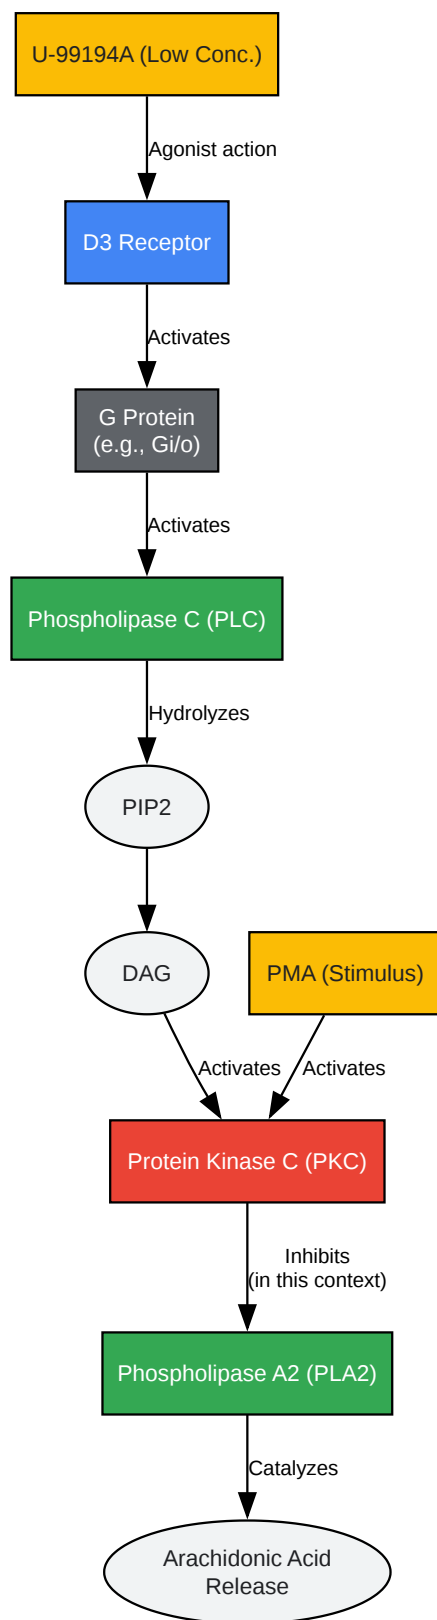 U-99194A (Low Conc.)
Agonist action
D3 Receptor
Activates
G Protein
(e.g., Gi/o)
Activates
Phospholipase C (PLC)
Hydrolyzes
PIP2
DAG
PMA (Stimulus)
Activates
Activates
Protein Kinase C (PKC)
Inhibits
(in this context)
Phospholipase A2 (PLA2)
Catalyzes
Arachidonic Acid
Release